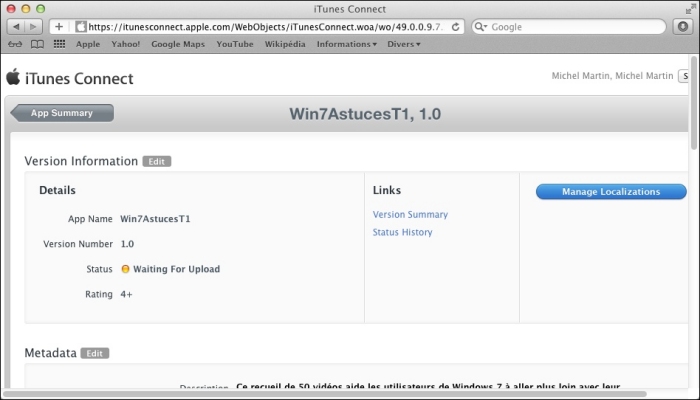 iTunes Connect
https://itunesconnect.apple.com/WebObjects/iTunesConnect.woa/wo/49.0.0.9.7.
Google
Apple Yahoo! Google Maps YouTube Wikipédia Informations Divers
iTunes Connect
Michel Martin, Michel Martin S
App Summary
Win7AstucesT1, 1.0
Version Information Edit
Details
Links
Manage Localizations
App Name Win7AstucesT1
Version Summary
Version Number 1.0
Status History
Status Waiting For Upload
Rating 4+
Metadata Edit
Description Ce recueil de 50 vidéos aide les utilisateurs de Windows 7 à aller plus loin avec leur